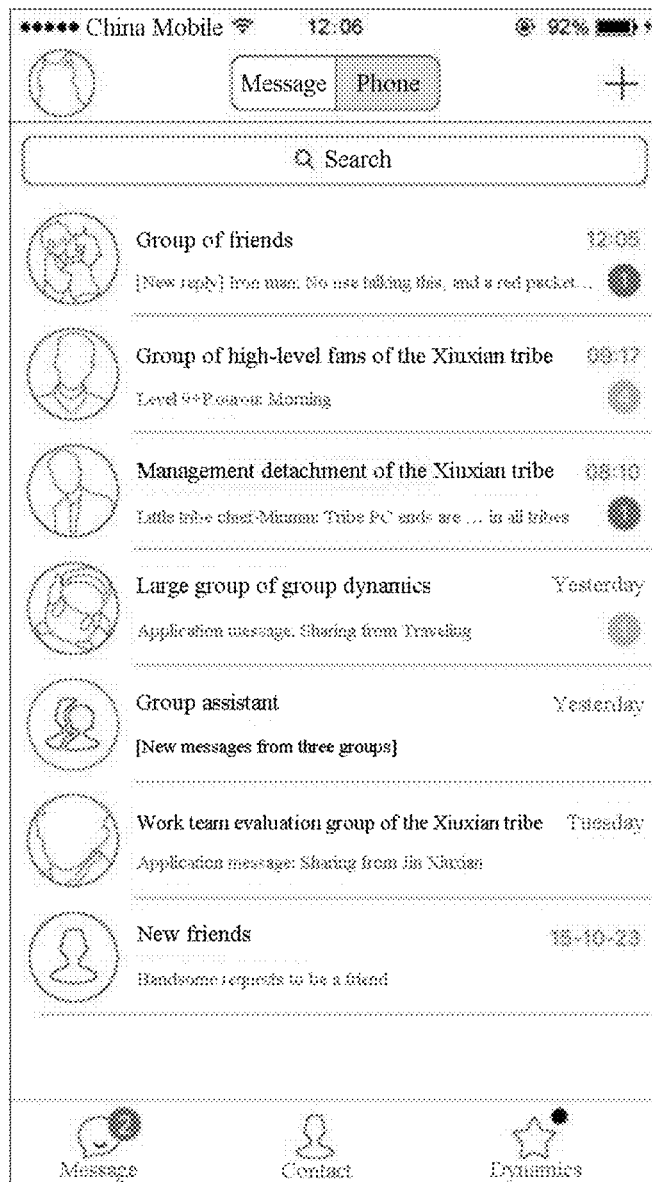 China Mobile 12:06 92%
Message Phone
Search
Group of friends 12:05
[New reply] Iron man: No use talking this, and a red packet…
Group of high-level fans of the Xiuxian tribe 09:17
Level 9+ Morning
Management detachment of the Xiuxian tribe 08:10
Little tribe chief-Minmin: Tribe PC ends are … in all tribes
Large group of group dynamics Yesterday
Application message: Sharing from Traveling
Group assistant Yesterday
[New messages from three groups]
Work team evaluation group of the Xiuxian tribe Tuesday
Application message: Sharing from Jin Xiuxian
New friends 15-10-23
Handsome requests to be a friend
Message Contact Dynamics